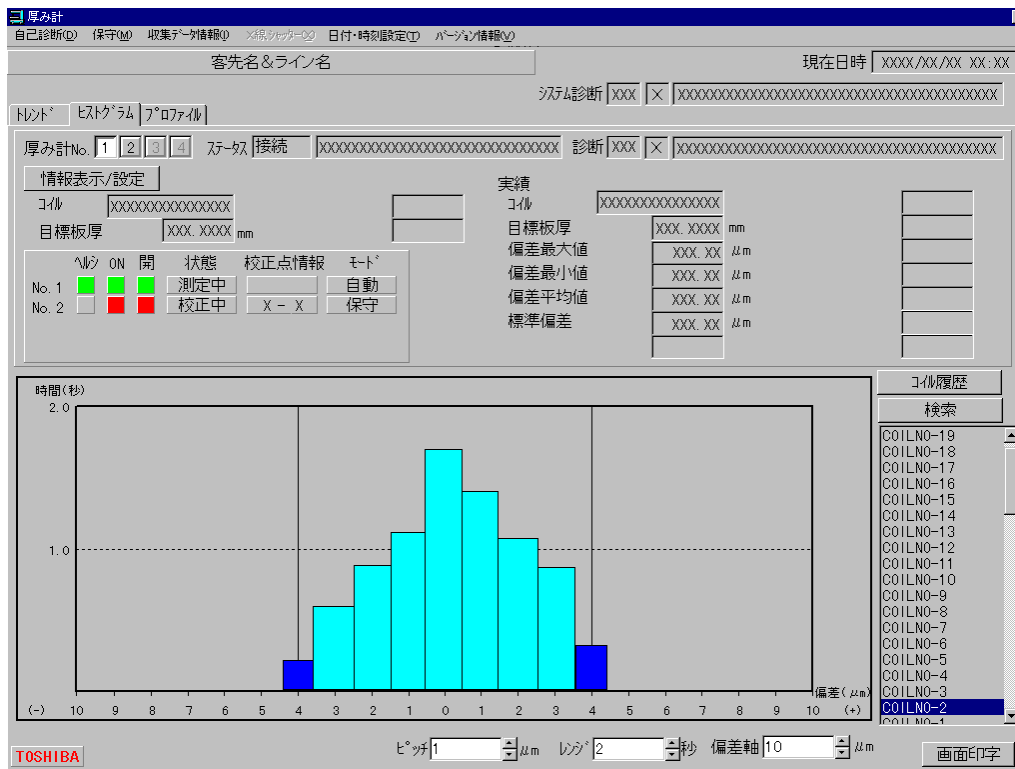 厚み計
自己診断(D) 保守(M) 収集データ情報(I) X線シャッター(X) 日付・時刻設定(T) バージョン情報(V)
客先名&ライン名 現在日時 XXXX/XX/XX XX:XX
システム診断 XXX X XXXXXXXXXXXXXXXXXXXXXXXXXXXXXXXXXXXXXXXX
トレンド ヒストグラム プロファイル
厚み計No. 1 2 3 4 ステータス 接続 XXXXXXXXXXXXXXXXXXXXXXXXXXXXXX 診断 XXX X XXXXXXXXXXXXXXXXXXXXXXXXXXXXXXXXXXXXXXXX
情報表示/設定
コイル XXXXXXXXXXXXXXX
目標板厚 XXX.XXXX mm
実績
コイル XXXXXXXXXXXXXXX
目標板厚 XXX.XXXX mm
偏差最大値 XXX.XX μm
偏差最小値 XXX.XX μm
偏差平均値 XXX.XX μm
標準偏差 XXX.XX μm
ヘルシ ON 開 状態 校正点情報 モード
No.1 測定中 自動
No.2 校正中 X-X 保守
時間(秒)
2.0
1.0
偏差(μm)
(-) 10 9 8 7 6 5 4 3 2 1 0 1 2 3 4 5 6 7 8 9 10 (+)
コイル履歴
検索
COILNO-19
COILNO-18
COILNO-17
COILNO-16
COILNO-15
COILNO-14
COILNO-13
COILNO-12
COILNO-11
COILNO-10
COILNO-9
COILNO-8
COILNO-7
COILNO-6
COILNO-5
COILNO-4
COILNO-3
COILNO-2
COILNO-1
TOSHIBA ピッチ 1 μm レンジ 2 秒 偏差軸 10 μm 画面印字